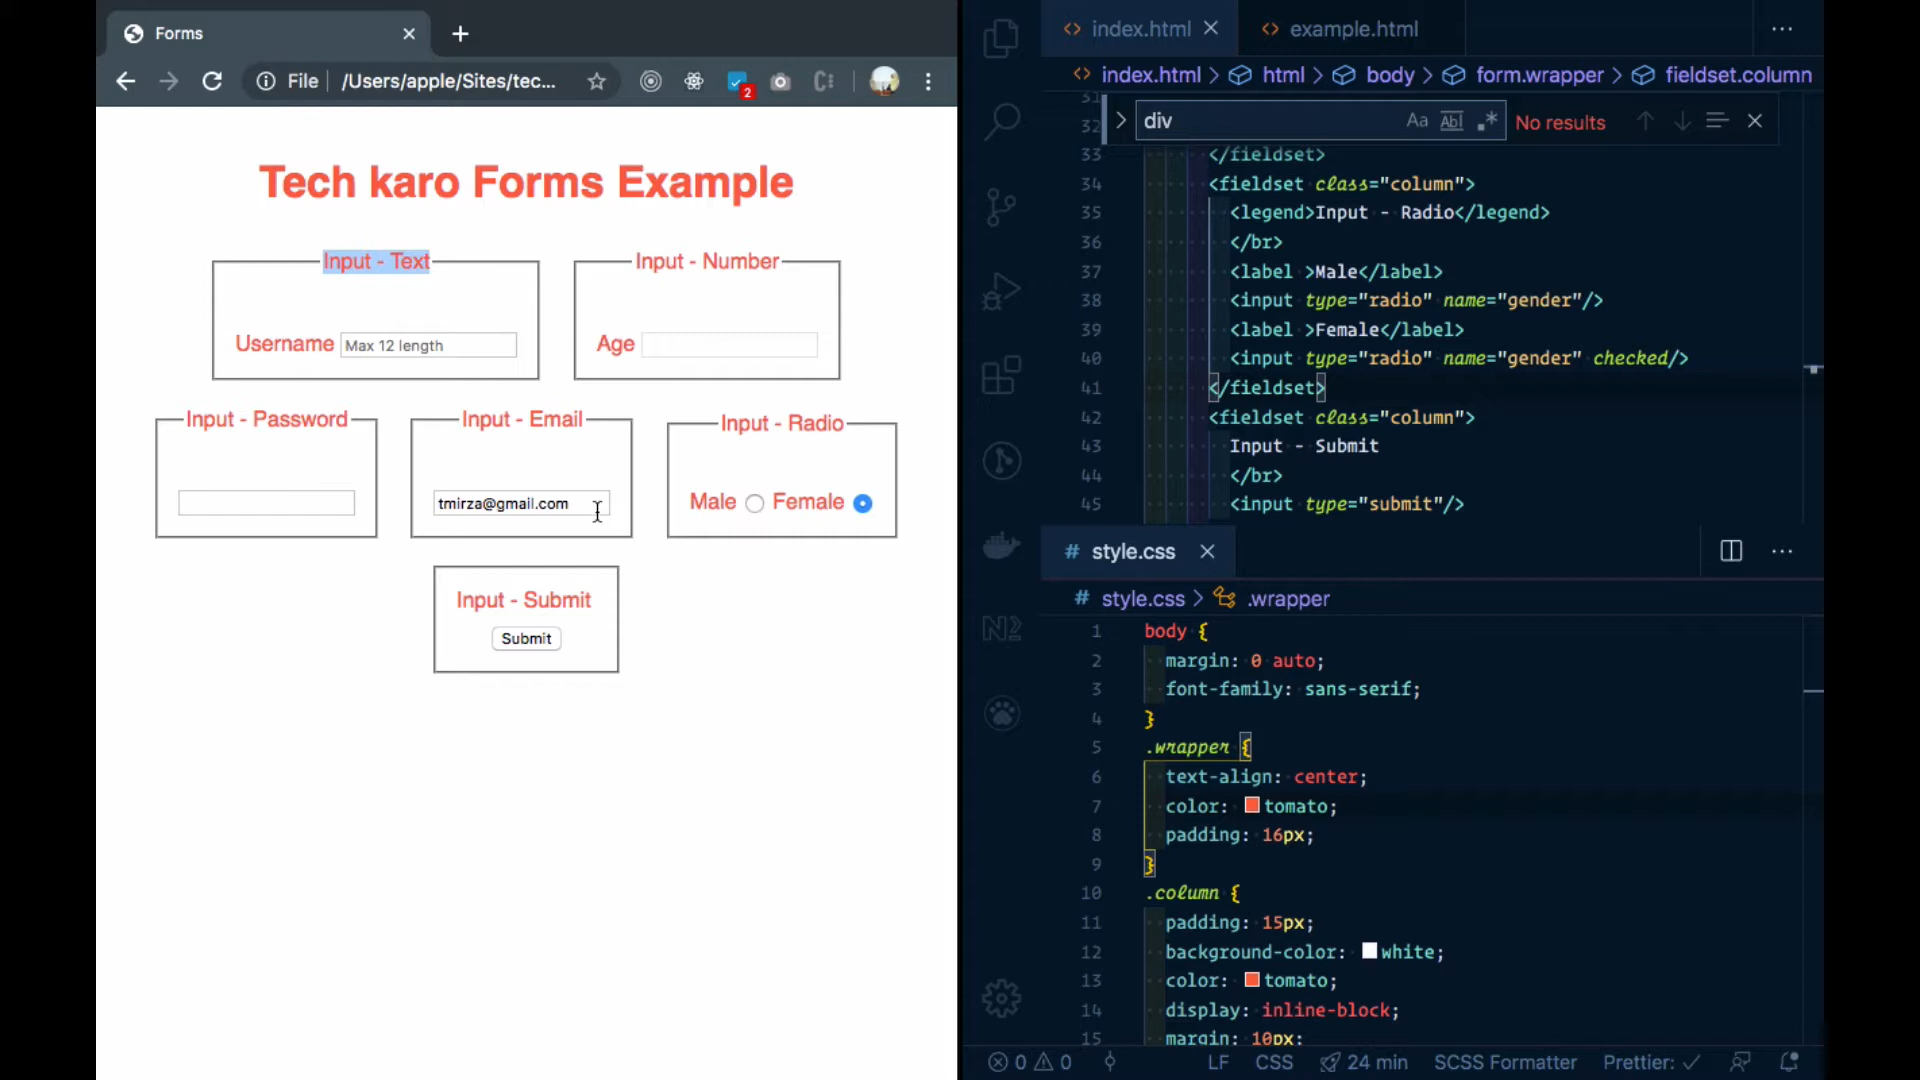 Forms
File
/Users/apple/Sites/tec...
2
Tech karo Forms Example
Input - Text
Input - Number
Username
Max 12 length
Age
Input - Password
Input - Email
Input - Radio
tmirza@gmail.com
Male
Female
Input - Submit
Submit
index.html
example.html
index.html > html > body > form.wrapper > fieldset.column
31
32
div
Aa
Abl
No results
33 </fieldset>
34 <fieldset class="column">
35 <legend>Input - Radio</legend>
36 </br>
37 <label >Male</label>
38 <input type="radio" name="gender"/>
39 <label >Female</label>
40 <input type="radio" name="gender" checked/>
41 </fieldset>
42 <fieldset class="column">
43 Input - Submit
44 </br>
45 <input type="submit"/>
# style.css
# style.css > .wrapper
1 body {
2 margin: 0 auto;
3 font-family: sans-serif;
4 }
5 .wrapper {
6 text-align: center;
7 color: tomato;
8 padding: 16px;
9 }
10 .column {
11 padding: 15px;
12 background-color: white;
13 color: tomato;
14 display: inline-block;
15 margin: 10px;
0
0
LF
CSS
24 min
SCSS Formatter
Prettier: ✓